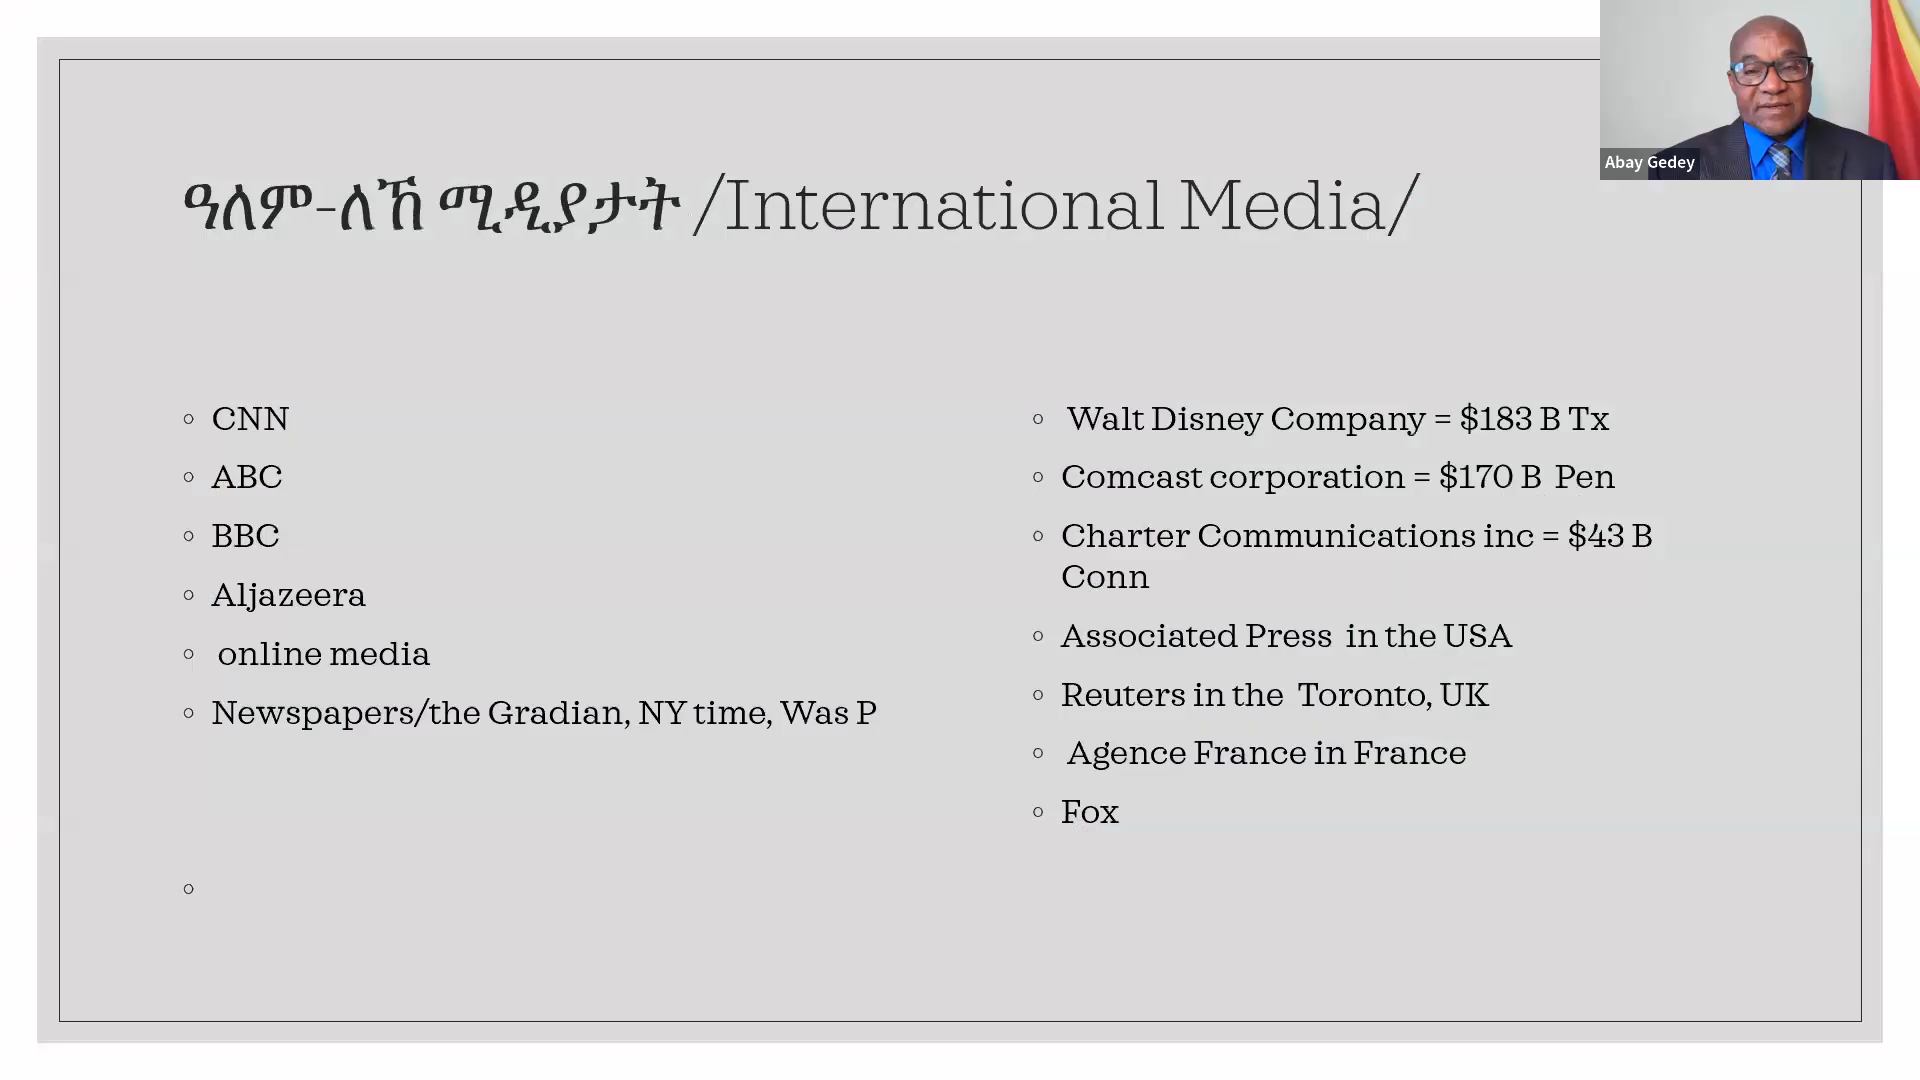 ዓለም-ለኸ ሚዲያታት /International Media/
CNN
ABC
BBC
Aljazeera
online media
Newspapers/the Gradian, NY time, Was P
Walt Disney Company = $183 B Tx
Comcast corporation = $170 B Pen
Charter Communications inc = $43 B
Conn
Associated Press in the USA
Reuters in the Toronto, UK
Agence France in France
Fox
Abay Gedey